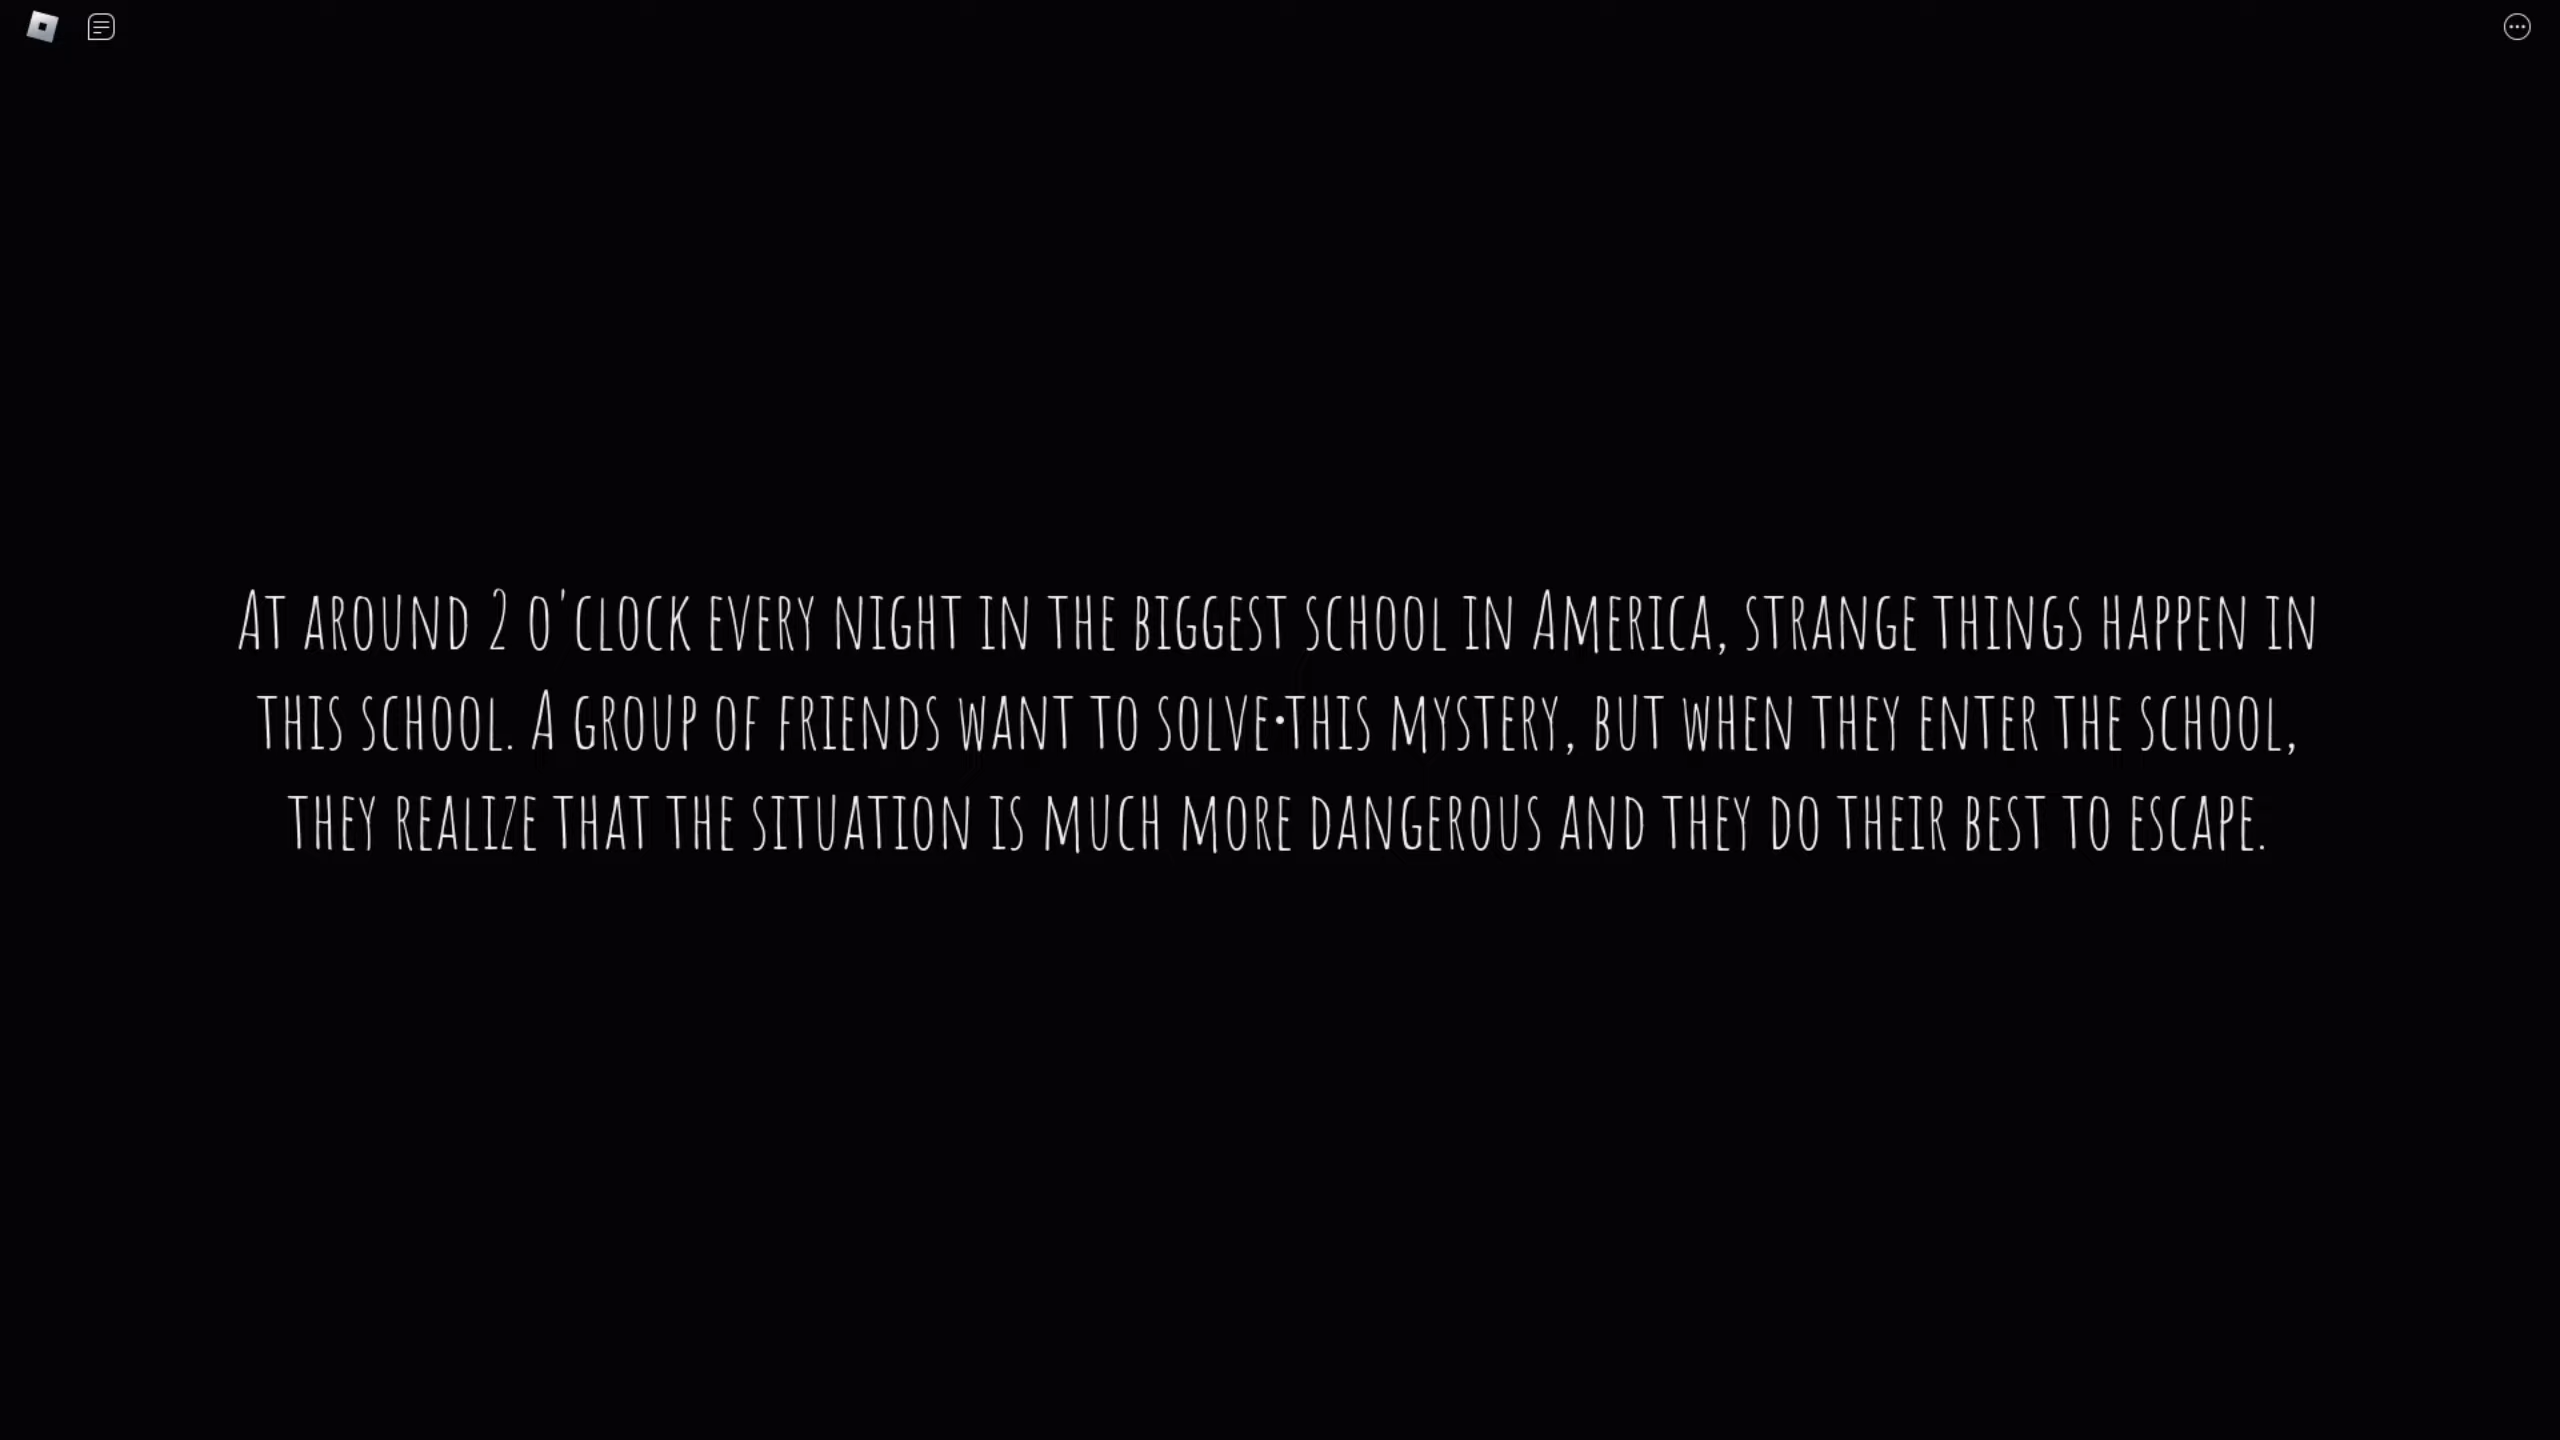 At around 2 o'clock every night in the biggest school in America, strange things happen in
this school. A group of friends want to solve this mystery, but when they enter the school,
they realize that the situation is much more dangerous and they do their best to escape.